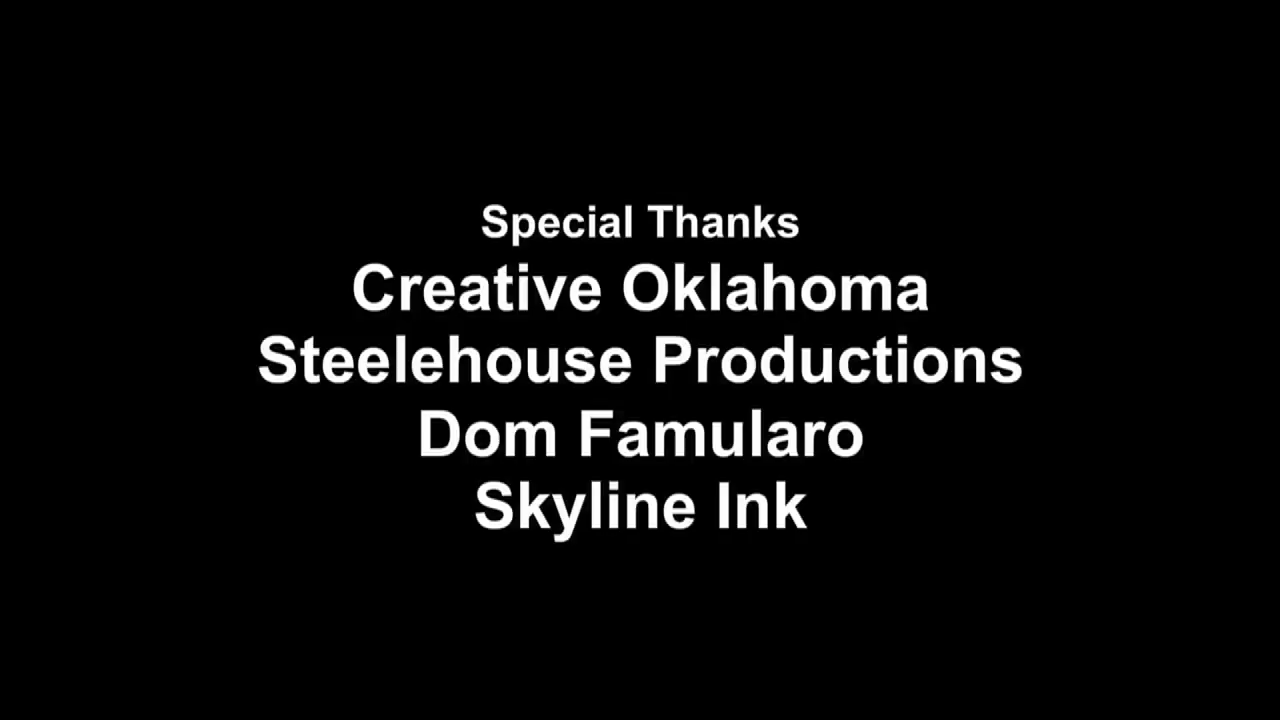 Special Thanks
Creative Oklahoma
Steelehouse Productions
Dom Famularo
Skyline Ink